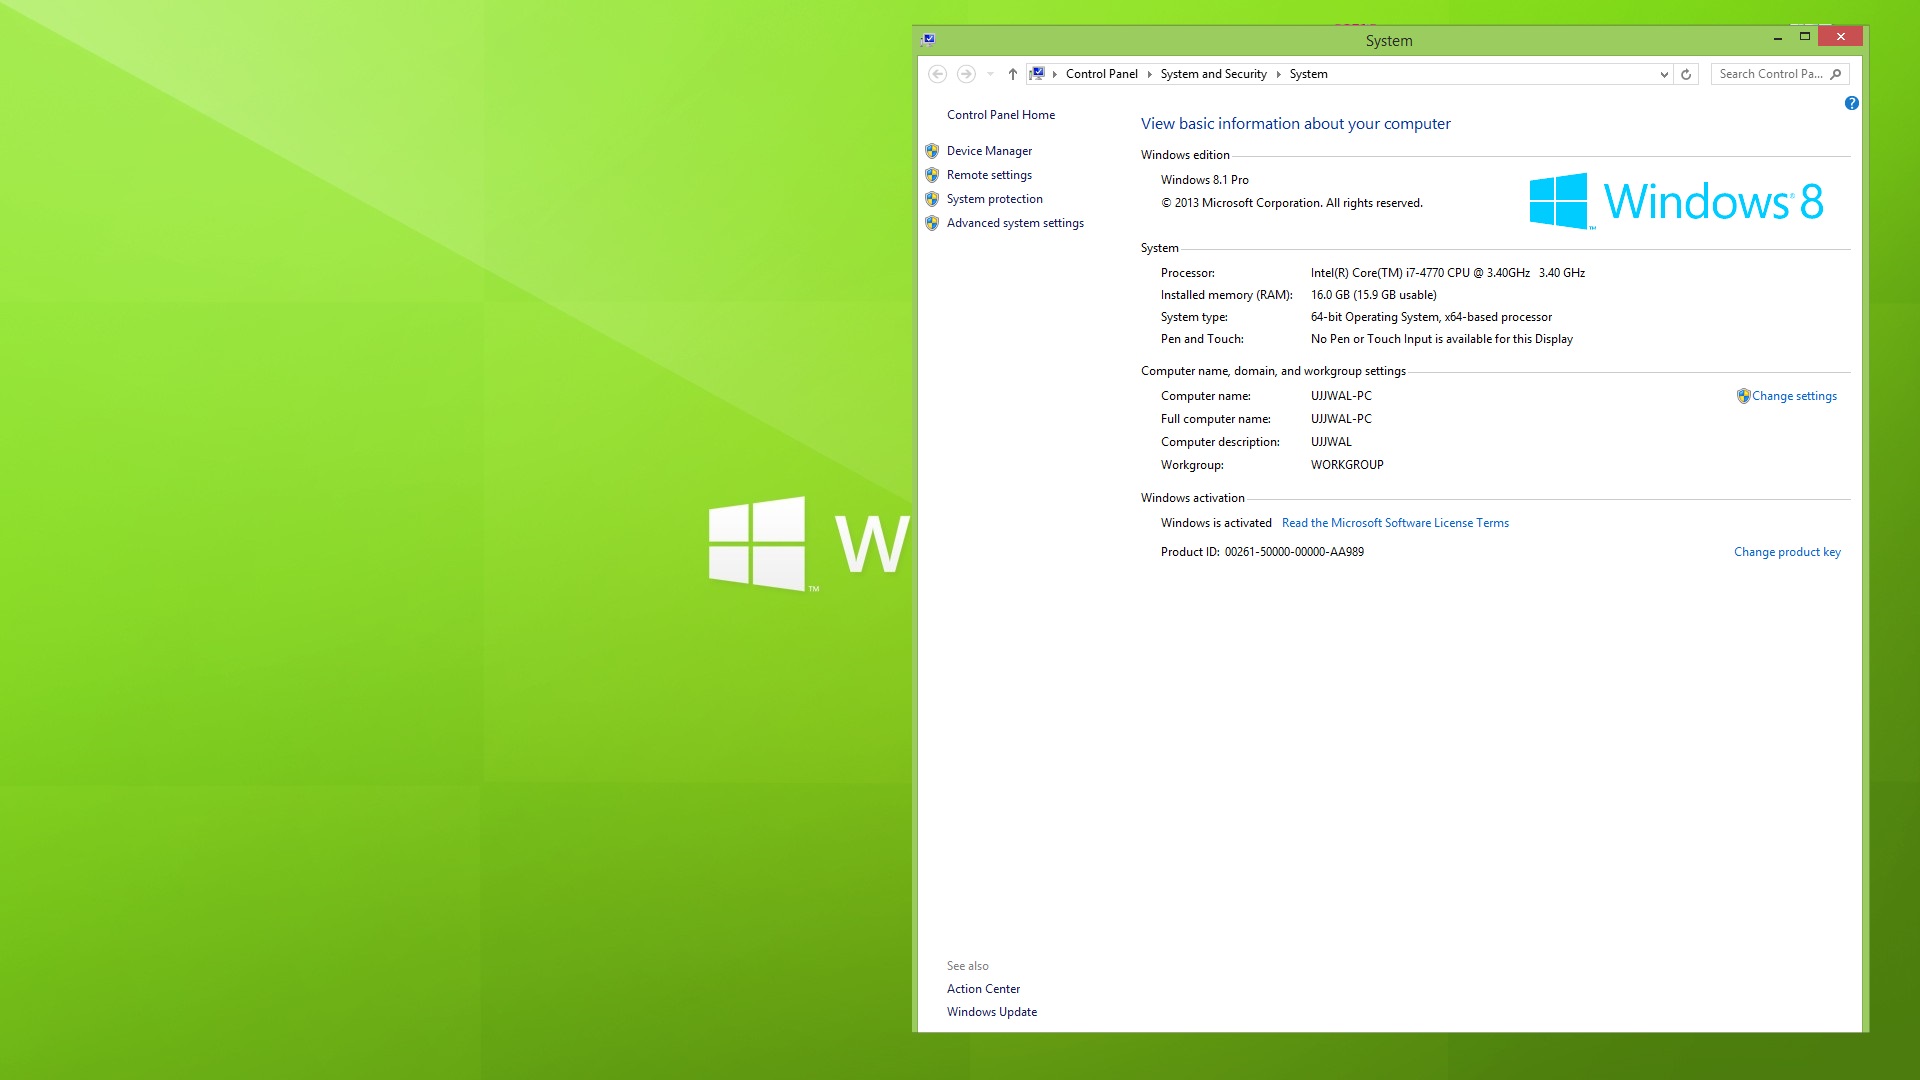 System
Control Panel System and Security System
Search Control Pa...
Control Panel Home
Device Manager
Remote settings
System protection
Advanced system settings
View basic information about your computer
Windows edition
Windows 8.1 Pro
© 2013 Microsoft Corporation. All rights reserved.
Windows 8
System
Processor: Intel(R) Core(TM) i7-4770 CPU @ 3.40GHz 3.40 GHz
Installed memory (RAM): 16.0 GB (15.9 GB usable)
System type: 64-bit Operating System, x64-based processor
Pen and Touch: No Pen or Touch Input is available for this Display
Computer name, domain, and workgroup settings
Computer name: UJJWAL-PC
Change settings
Full computer name: UJJWAL-PC
Computer description: UJJWAL
Workgroup: WORKGROUP
Windows activation
Windows is activated Read the Microsoft Software License Terms
Product ID: 00261-50000-00000-AA989
Change product key
See also
Action Center
Windows Update
W
TM